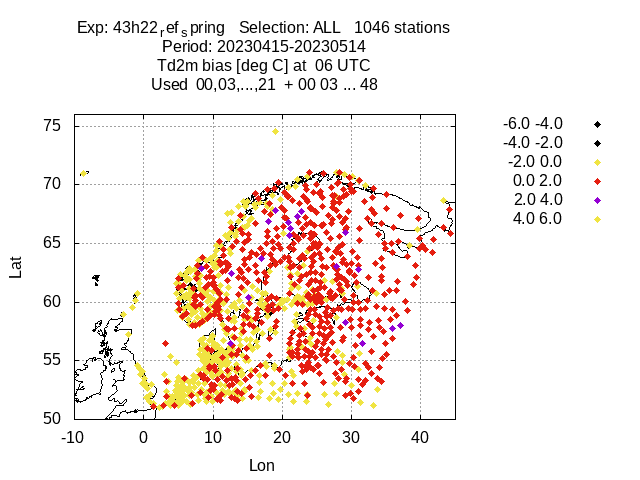 Exp: 43h22ref spring   Selection: ALL   1046 stations
Period: 20230415-20230514
Td2m bias [deg C] at  06 UTC
Used  00,03,...,21  + 00 03 ... 48
-6.0 -4.0
-4.0 -2.0
-2.0 0.0
0.0 2.0
2.0 4.0
4.0 6.0
75
70
65
60
55
50
Lat
-10 0 10 20 30 40
Lon